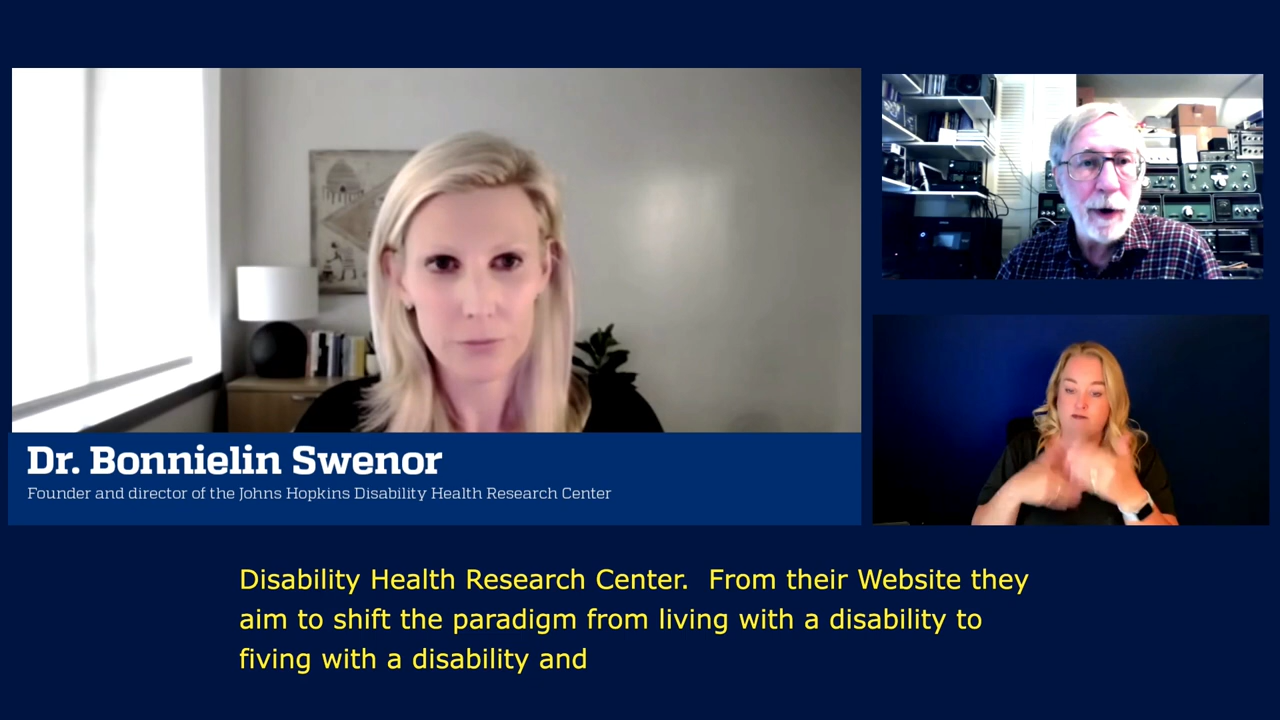 Dr. Bonnielin Swenor
Founder and director of the Johns Hopkins Disability Health Research Center
Disability Health Research Center.  From their Website they
aim to shift the paradigm from living with a disability to
fiving with a disability and